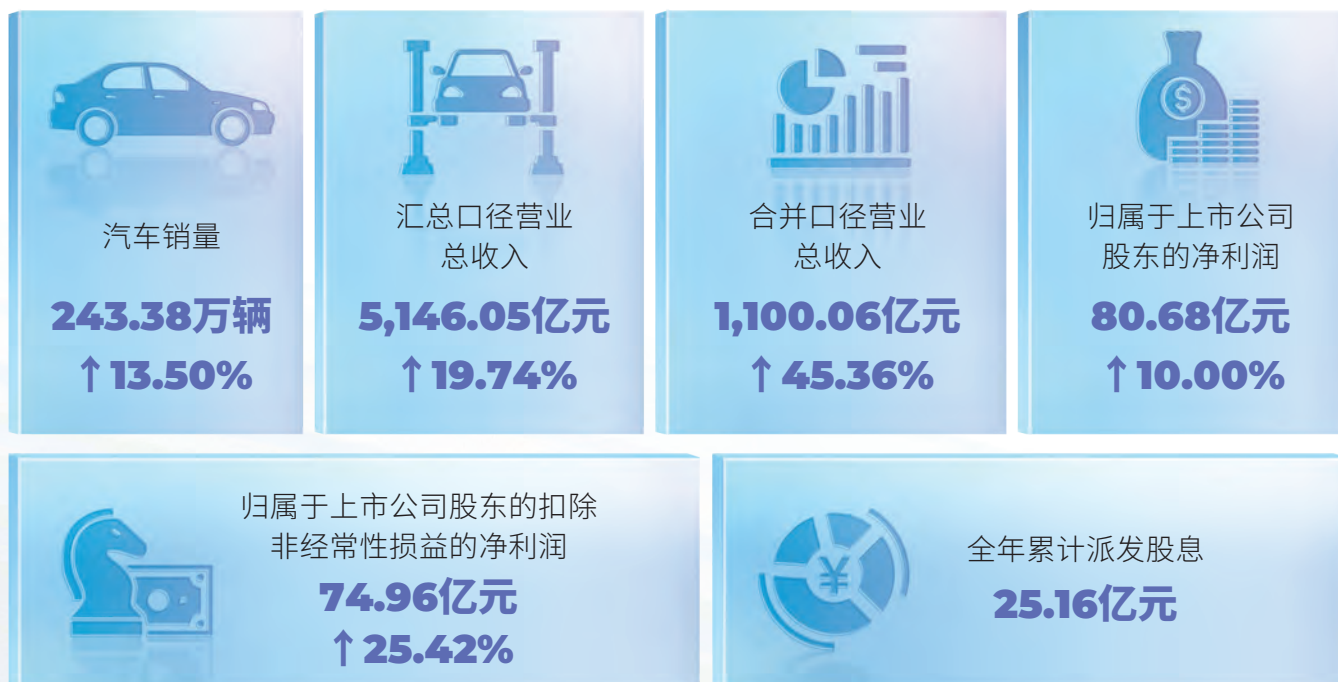 汽车销量
243.38万辆
↑13.50%
汇总口径营业
总收入
5,146.05亿元
↑19.74%
合并口径营业
总收入
1,100.06亿元
↑45.36%
归属于上市公司
股东的净利润
80.68亿元
↑10.00%
归属于上市公司股东的扣除
非经常性损益的净利润
74.96亿元
↑25.42%
全年累计派发股息
25.16亿元